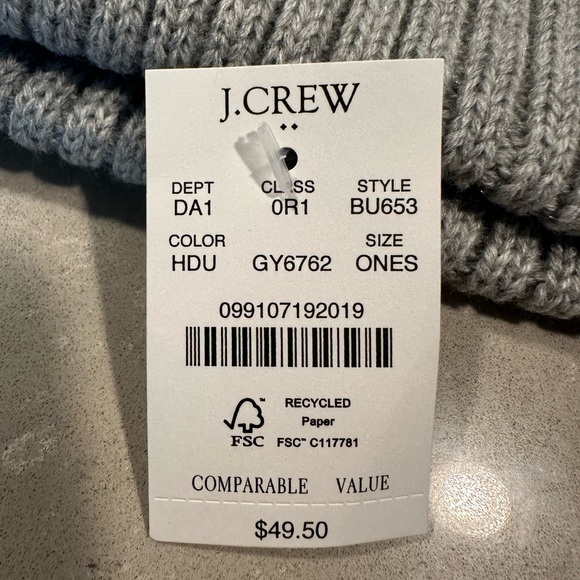 J.CREW
DEPT CLASS STYLE
DA1 0R1 BU653
COLOR SIZE
HDU GY6762 ONES
099107192019
RECYCLED
Paper
FSC™ C117781
FSC
COMPARABLE VALUE
$49.50